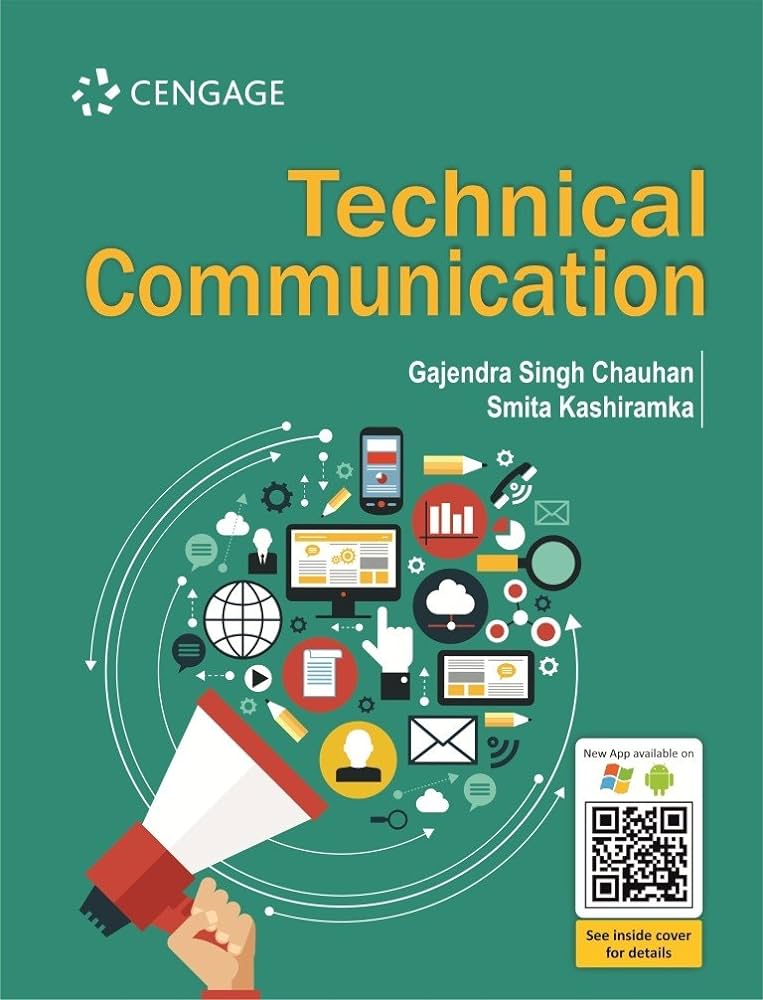 CENGAGE
Technical
Communication
Gajendra Singh Chauhan
Smita Kashiramka
New App available on
See inside cover
for details